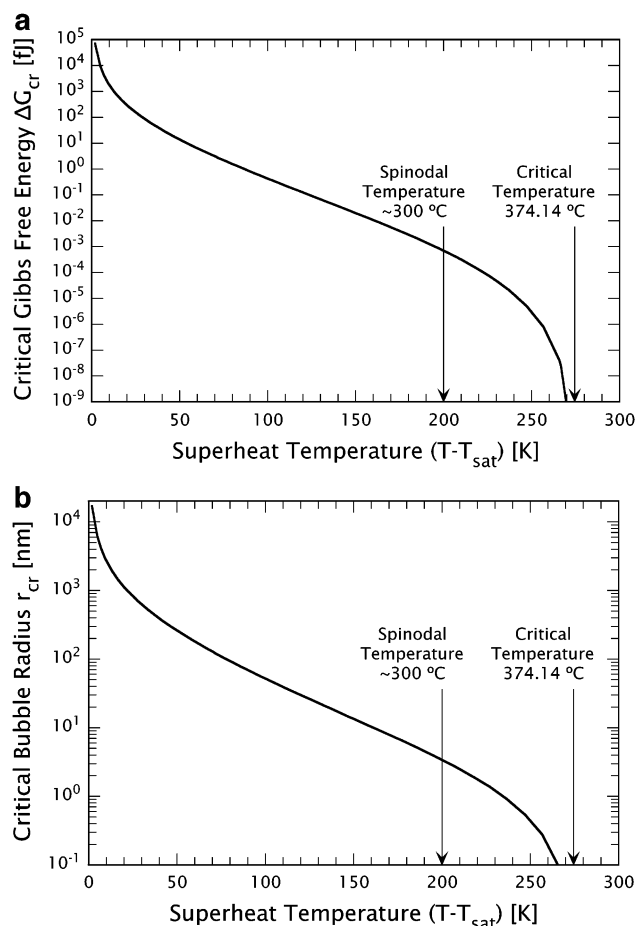 a
Critical Gibbs Free Energy ΔG_cr [fJ]
10^5
10^4
10^3
10^2
10^1
10^0
10^-1
10^-2
10^-3
10^-4
10^-5
10^-6
10^-7
10^-8
10^-9
Spinodal
Temperature
~300 ºC
Critical
Temperature
374.14 ºC
0 50 100 150 200 250 300
Superheat Temperature (T-T_sat) [K]
b
Critical Bubble Radius r_cr [nm]
10^4
10^3
10^2
10^1
10^0
10^-1
Spinodal
Temperature
~300 ºC
Critical
Temperature
374.14 ºC
0 50 100 150 200 250 300
Superheat Temperature (T-T_sat) [K]